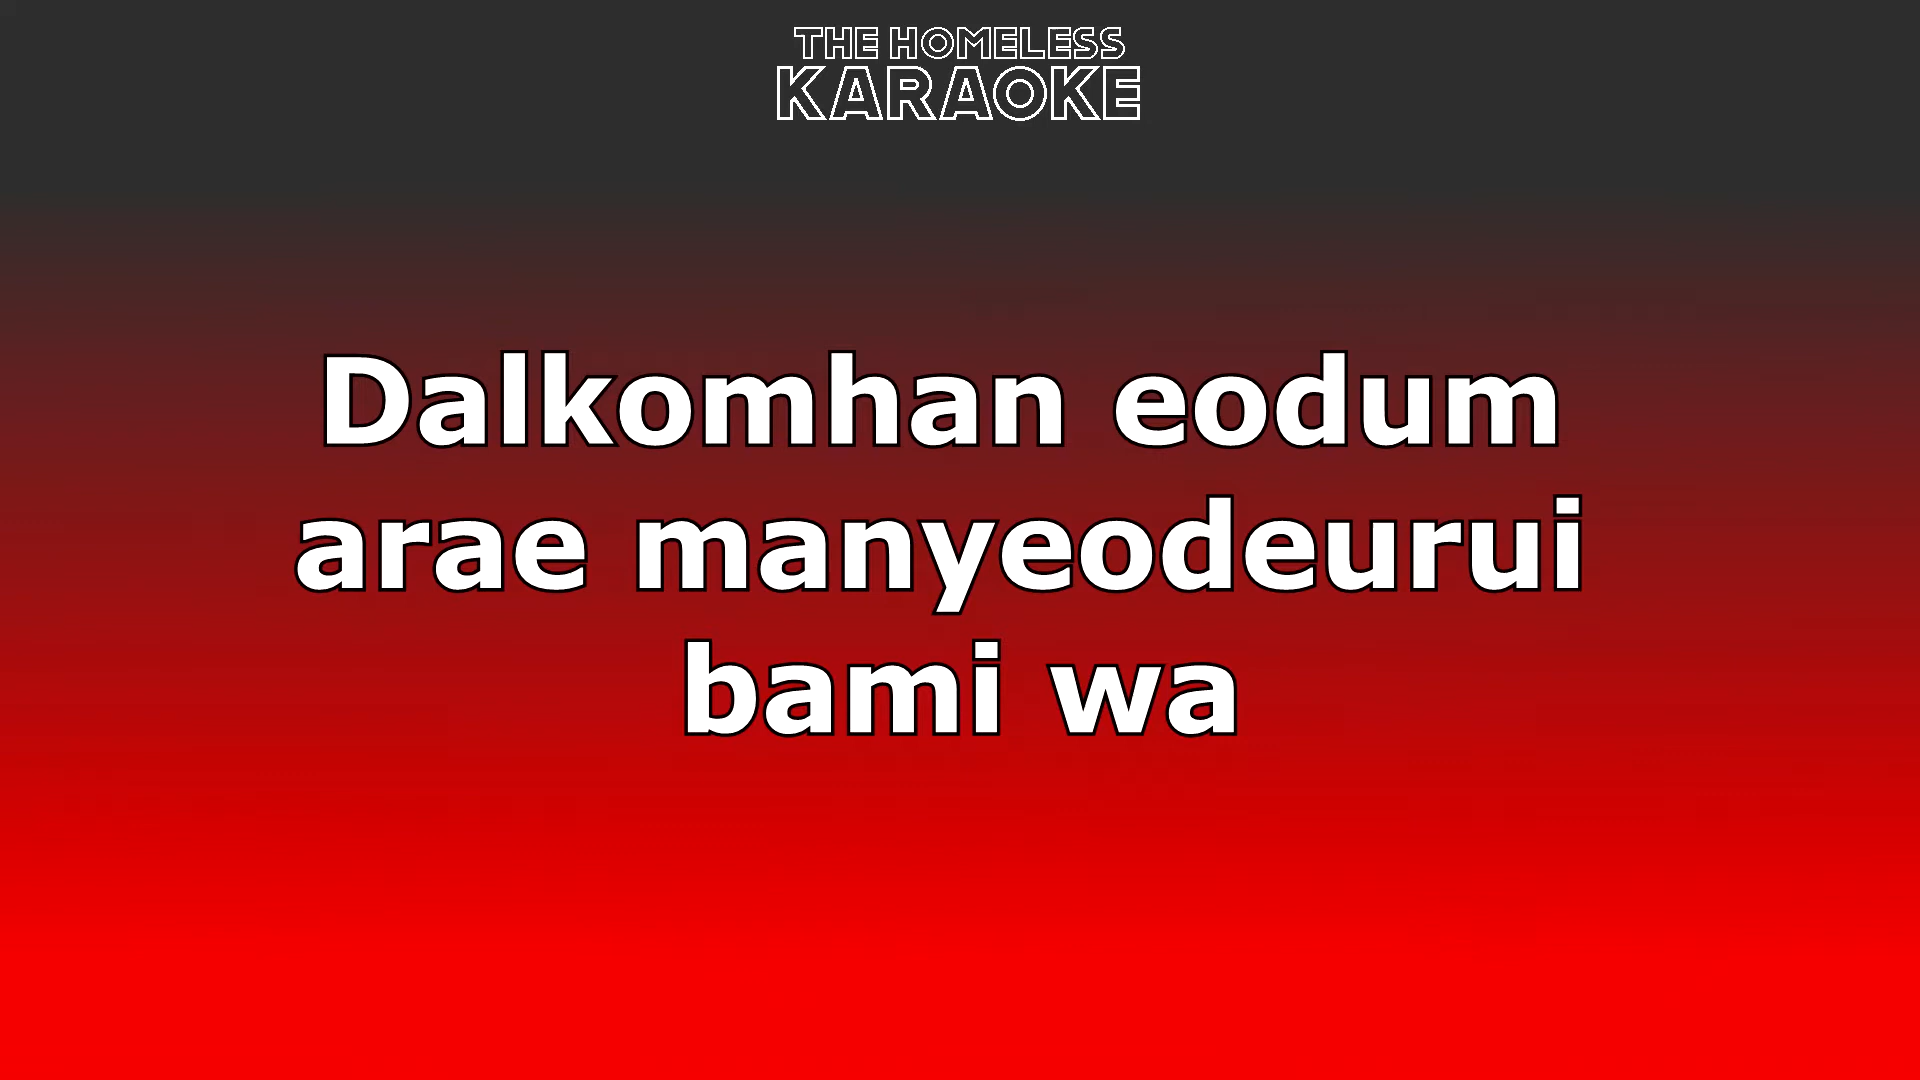 THE HOMELESS
KARAOKE
Dalkomhan eodum
arae manyeodeurui
bami wa